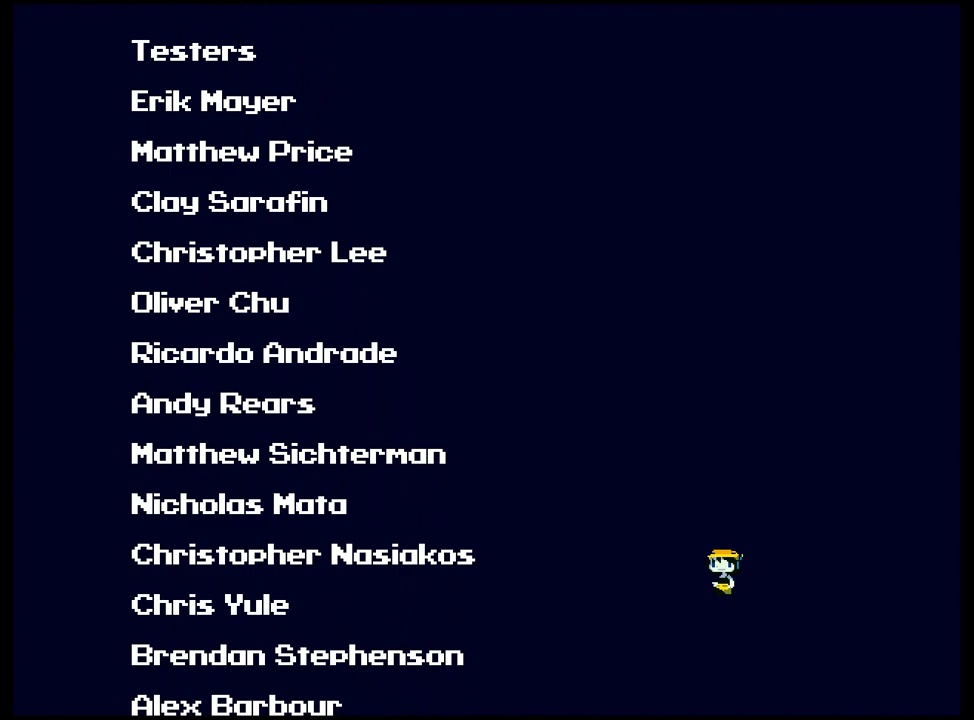 Testers
Erik Mayer
Matthew Price
Clay Sarafin
Christopher Lee
Oliver Chu
Ricardo Andrade
Andy Rears
Matthew Sichterman
Nicholas Mata
Christopher Nasiakos
Chris Yule
Brendan Stephenson
Alex Barbour